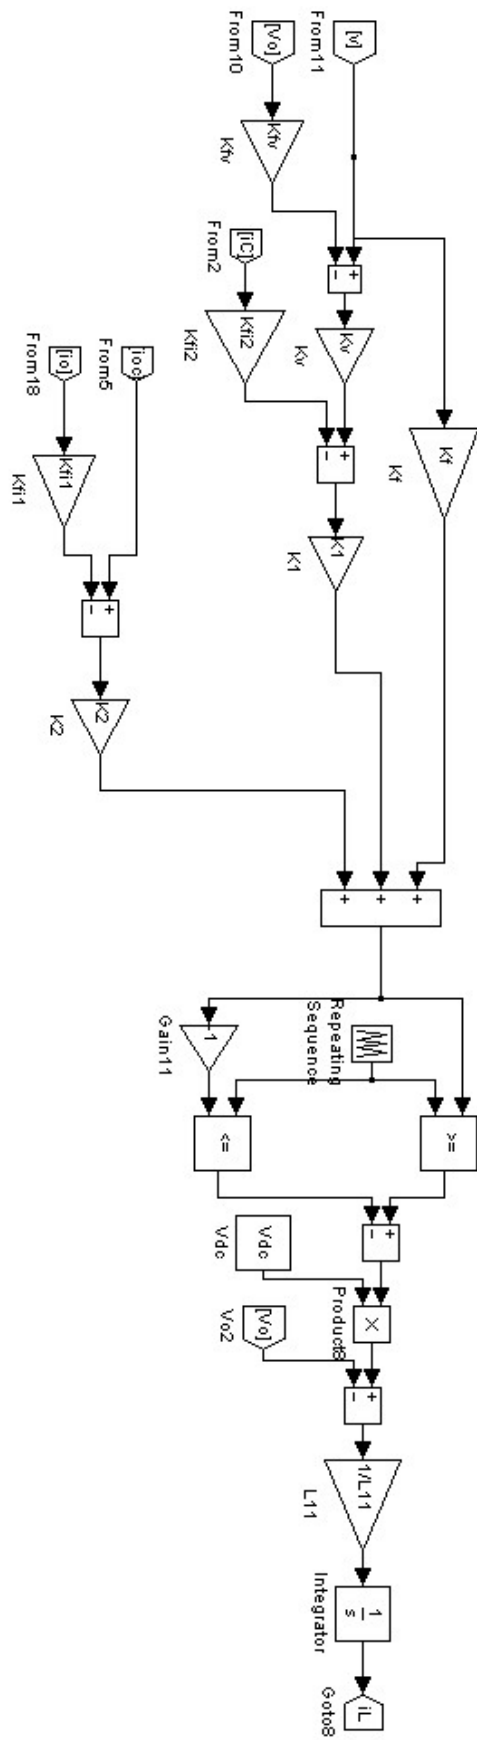 [v]
From11
[Vo]
From10
Kfv
Kfv
+
-
[iC]
From2
Kfi2
Kfi2
Kv
Kv
+
-
Kf
Kf
K1
K1
ioc
From5
[io]
From18
Kfi1
Kfi1
+
-
K2
K2
+
+
+
Repeating
Sequence
1
Gain11
>=
<=
+
-
Vdc
Vdc
×
Product8
[Vo]
Vo2
+
-
1/L11
L11
1
s
Integrator
iL
Goto8